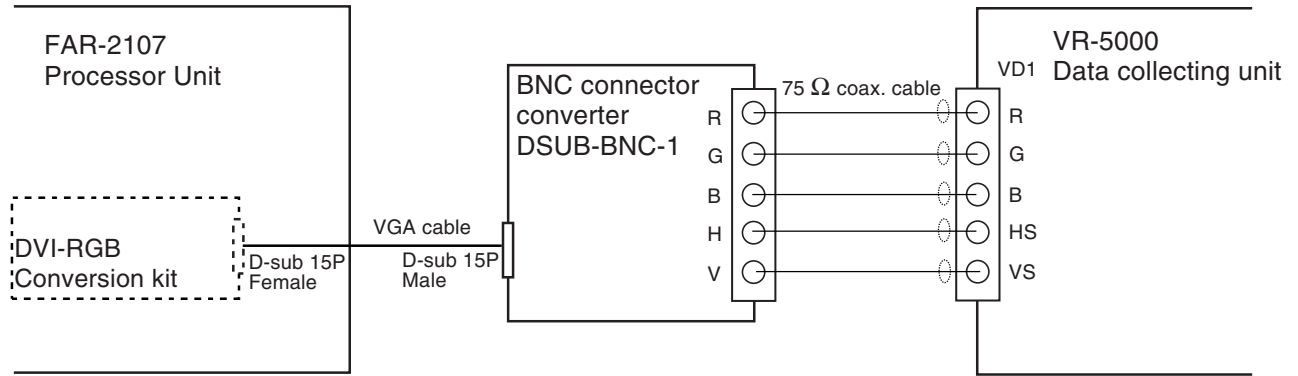 FAR-2107
Processor Unit
DVI-RGB
Conversion kit
D-sub 15P
Female
VGA cable
D-sub 15P
Male
BNC connector
converter
DSUB-BNC-1
R
G
B
H
V
75 Ω coax. cable
VR-5000
VD1 Data collecting unit
R
G
B
HS
VS